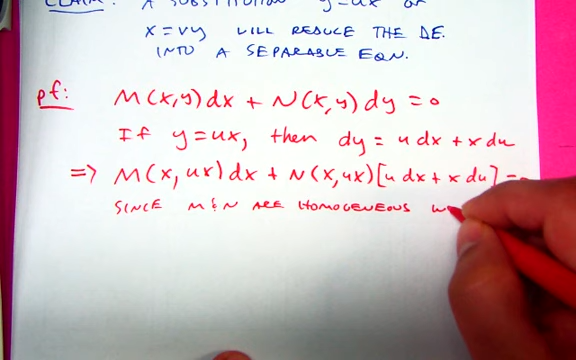 CLAIM: A SUBSTITUTION y=ux or
x=vy WILL REDUCE THE DE.
INTO A SEPARABLE EQN.
pf: M(x,y)dx + N(x,y)dy=0
If y=ux, then dy= u dx + x du
=> M(x, ux)dx + N(x,ux)[u dx + x du] =0
SINCE M & N ARE HOMOGENEOUS